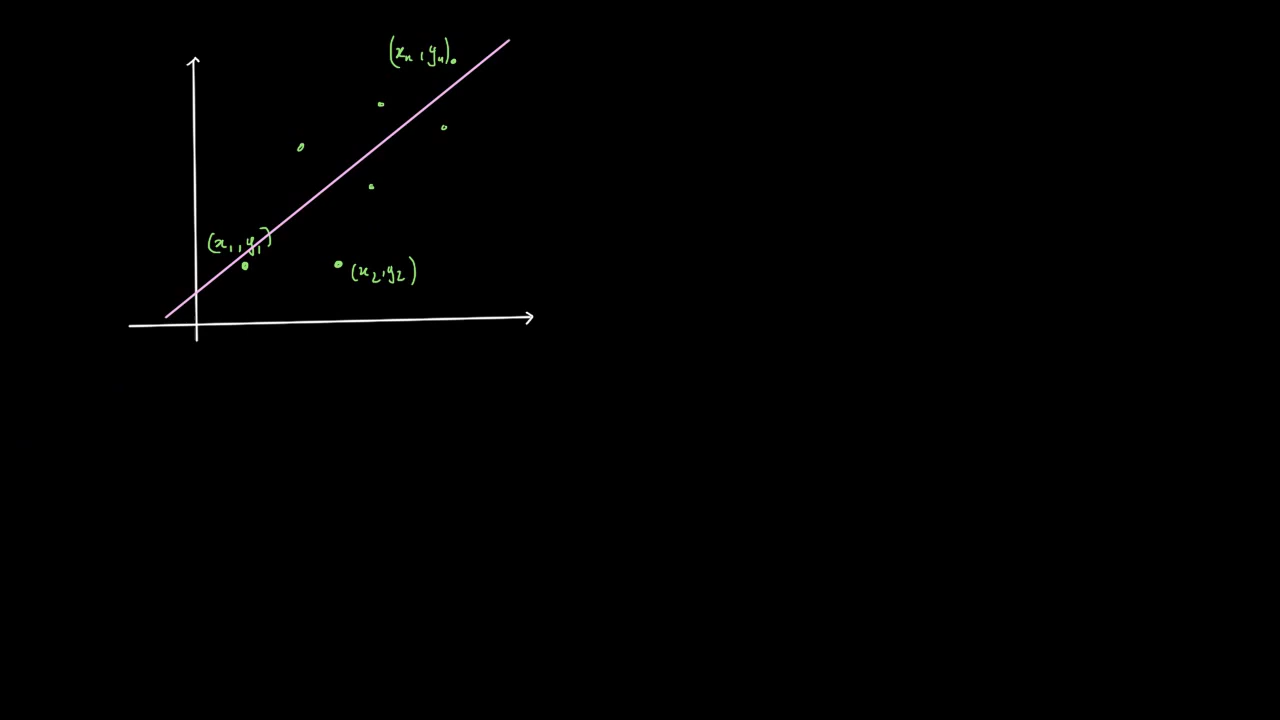 (xn, yn)
(x1, y1)
(x2, y2)